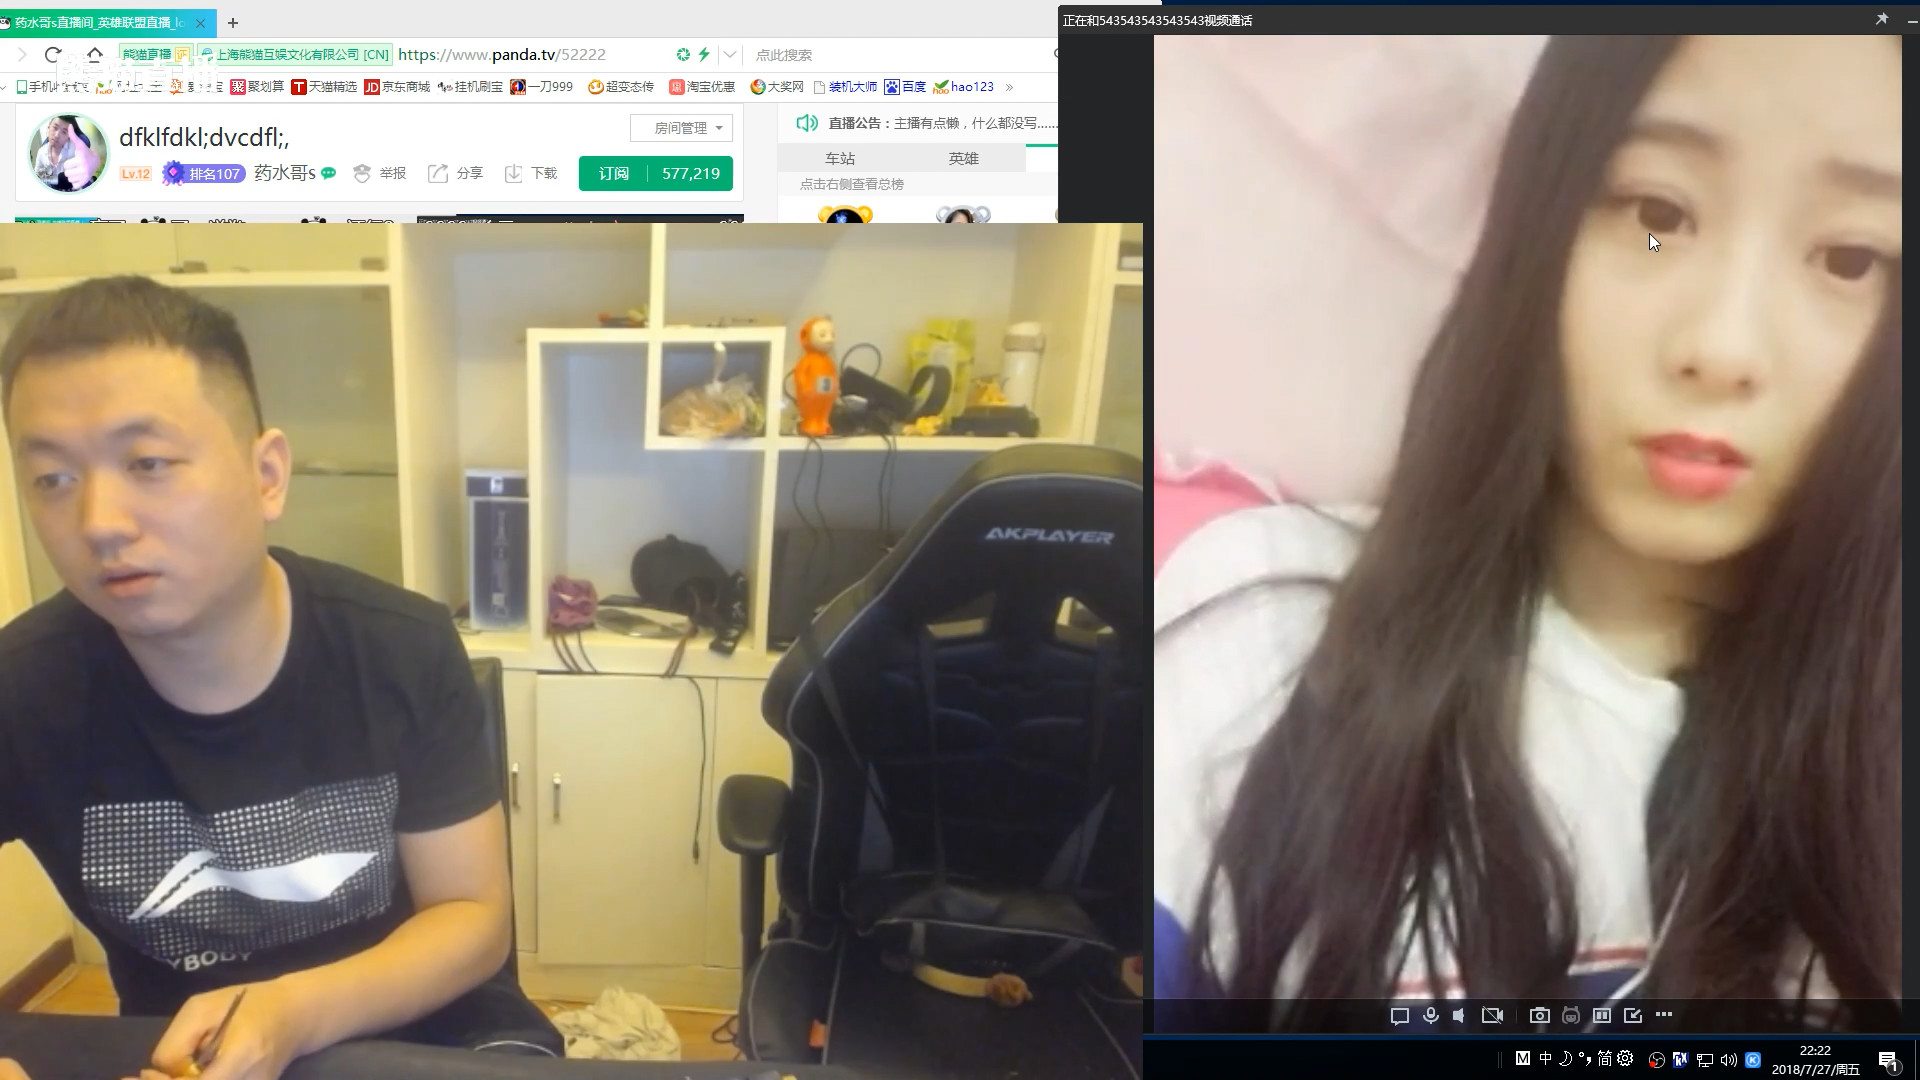 药水哥s直播间_英雄联盟直播_lo
正在和543543543543543视频通话
熊猫直播 证 上海熊猫互娱文化有限公司 [CN] https://www.panda.tv/52222 点此搜索
聚划算 天猫精选 京东商城 挂机刷宝 一刀999 超变态传 淘宝优惠 大奖网 装机大师 百度 hao123 »
dfklfdkl;dvcdfl;,
房间管理
Lv.12 排名107 药水哥s 举报 分享 下载 订阅 577,219
直播公告：主播有点懒，什么都没写……
车站 英雄
点击右侧查看总榜
AKPLAYER
YBODY
M 中 简
22:22
2018/7/27/周五
1